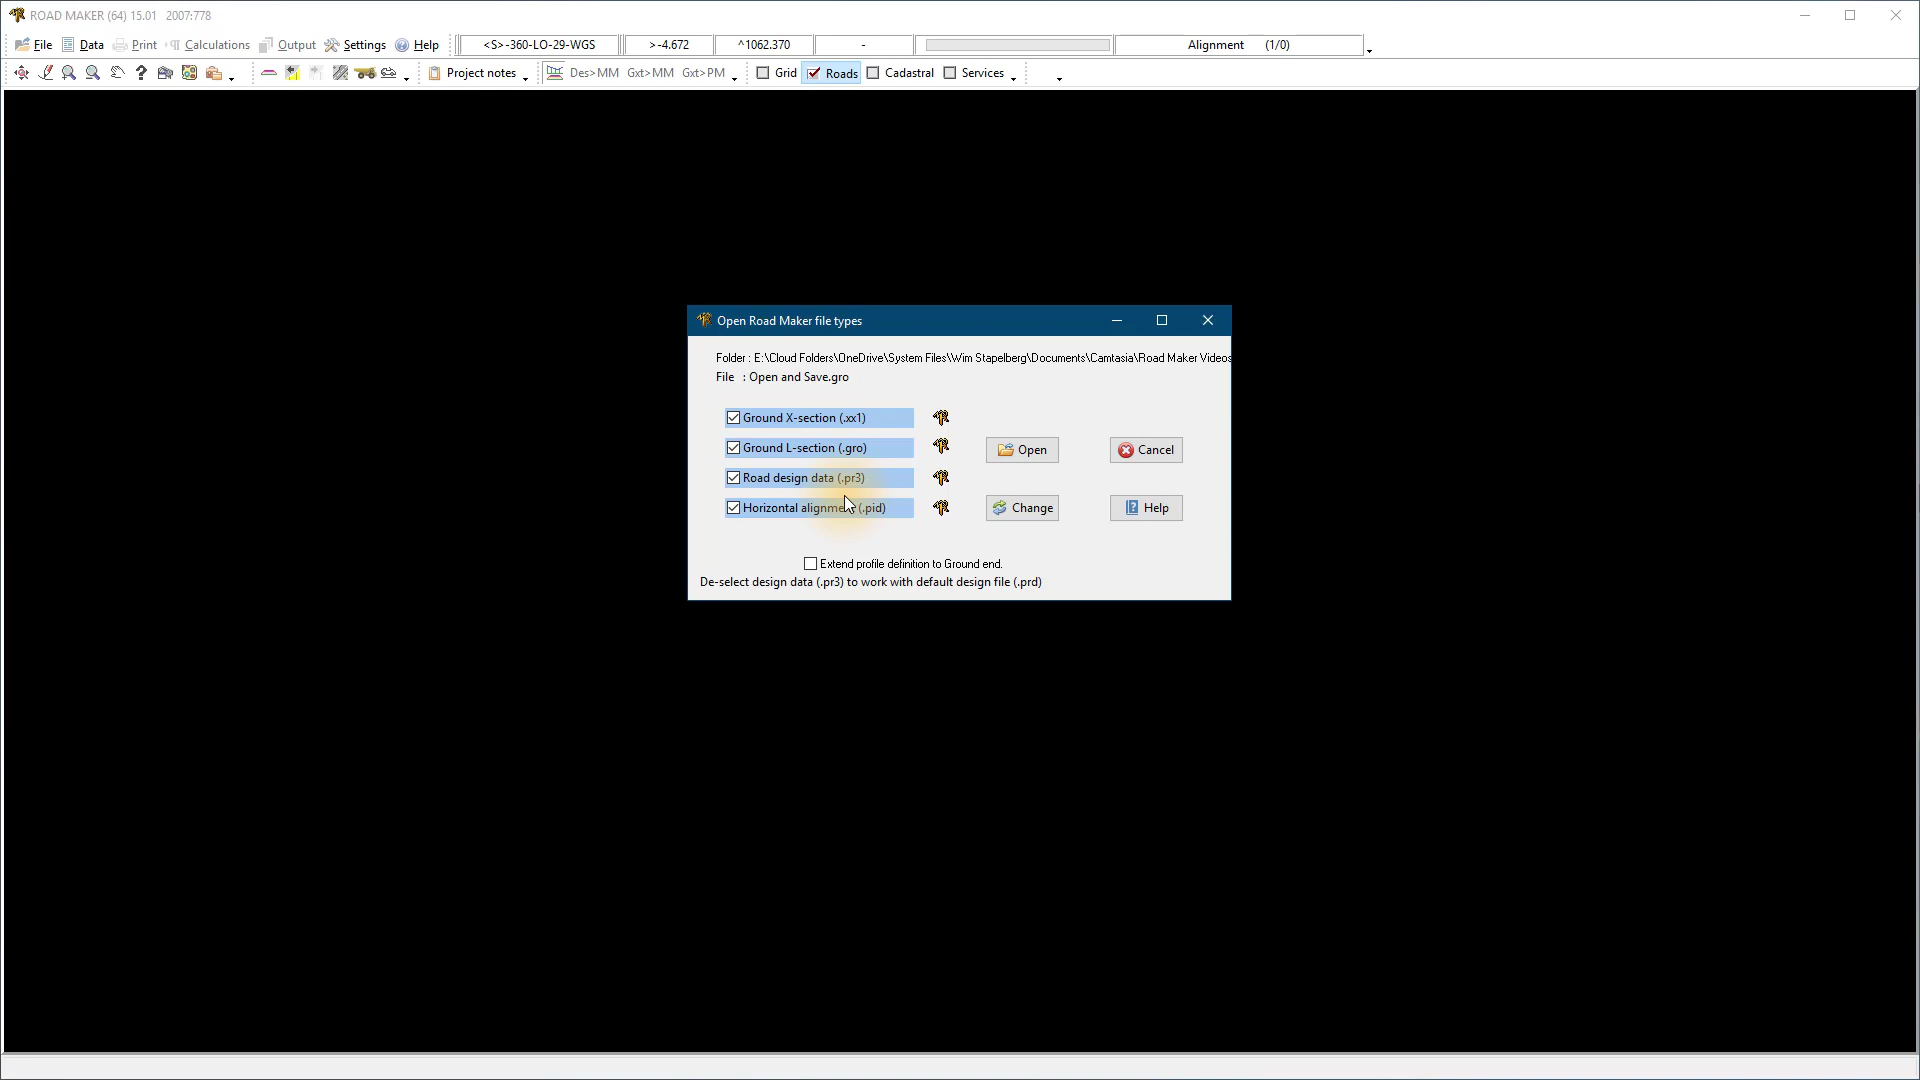 ROAD MAKER (64) 15.01 2007:778
File Data Print Calculations Output Settings Help <S>-360-LO-29-WGS >-4.672 ^1062.370 - Alignment (1/0)
Project notes Des>MM Gxt>MM Gxt>PM Grid Roads Cadastral Services
Open Road Maker file types
Folder : E:\Cloud Folders\OneDrive\System Files\Wim Stapelberg\Documents\Camtasia\Road Maker Videos
File : Open and Save.gro
Ground X-section (.xx1)
Ground L-section (.gro) Open Cancel
Road design data (.pr3)
Horizontal alignme (.pid) Change Help
Extend profile definition to Ground end.
De-select design data (.pr3) to work with default design file (.prd)